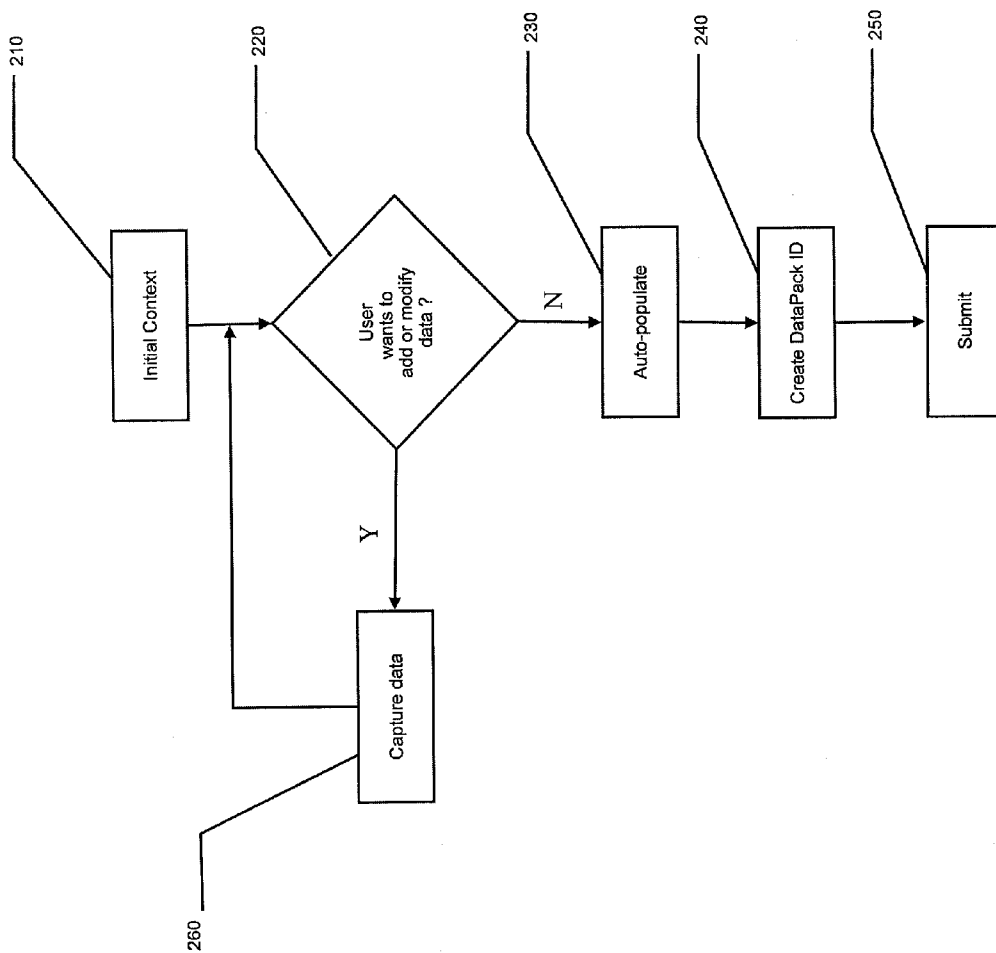 210
Initial Context
220
User
wants to
add or modify
data ?
Y
N
260
Capture data
230
Auto-populate
240
Create DataPack ID
250
Submit